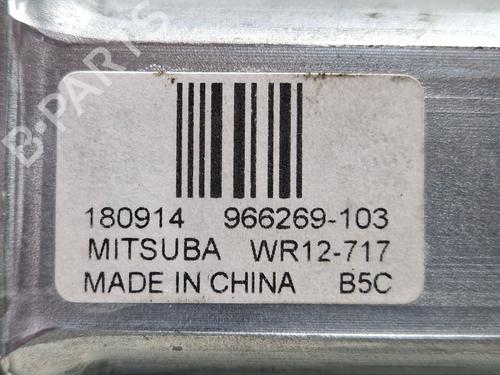 B-PARTS
180914 966269-103
MITSUBA WR12-717
MADE IN CHINA B5C